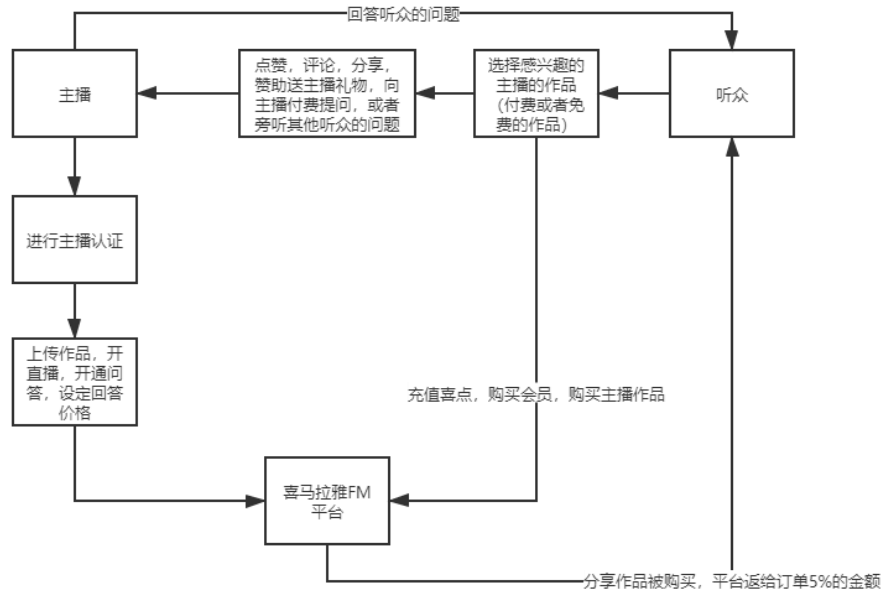 回答听众的问题
主播
点赞，评论，分享，
赞助送主播礼物，向
主播付费提问，或者
旁听其他听众的问题
选择感兴趣的
主播的作品
（付费或者免
费的作品）
听众
进行主播认证
上传作品，开
直播，开通问
答，设定回答
价格
充值喜点，购买会员，购买主播作品
喜马拉雅FM
平台
分享作品被购买，平台返给订单5%的金额